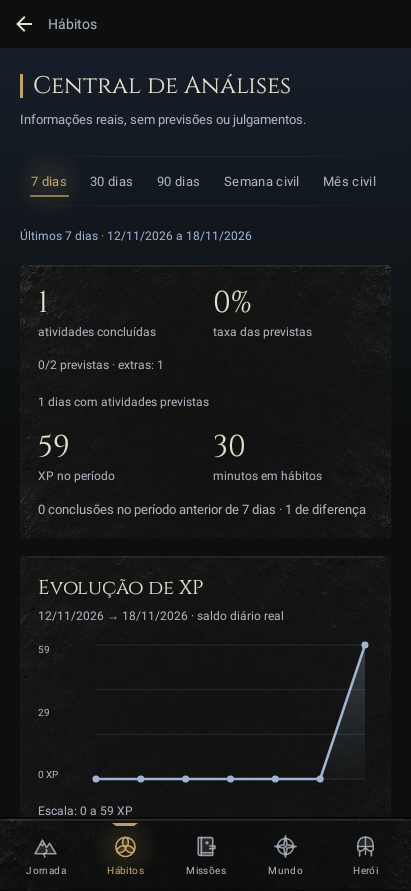 Hábitos
Central de Análises
Informações reais, sem previsões ou julgamentos.
7 dias 30 dias 90 dias Semana civil Mês civil
Últimos 7 dias · 12/11/2026 a 18/11/2026
1 0%
atividades concluídas taxa das previstas
0/2 previstas · extras: 1
1 dias com atividades previstas
59 30
XP no período minutos em hábitos
0 conclusões no período anterior de 7 dias · 1 de diferença
Evolução de XP
12/11/2026 → 18/11/2026 · saldo diário real
59
29
0 XP
Escala: 0 a 59 XP
Jornada Hábitos Missões Mundo Herói